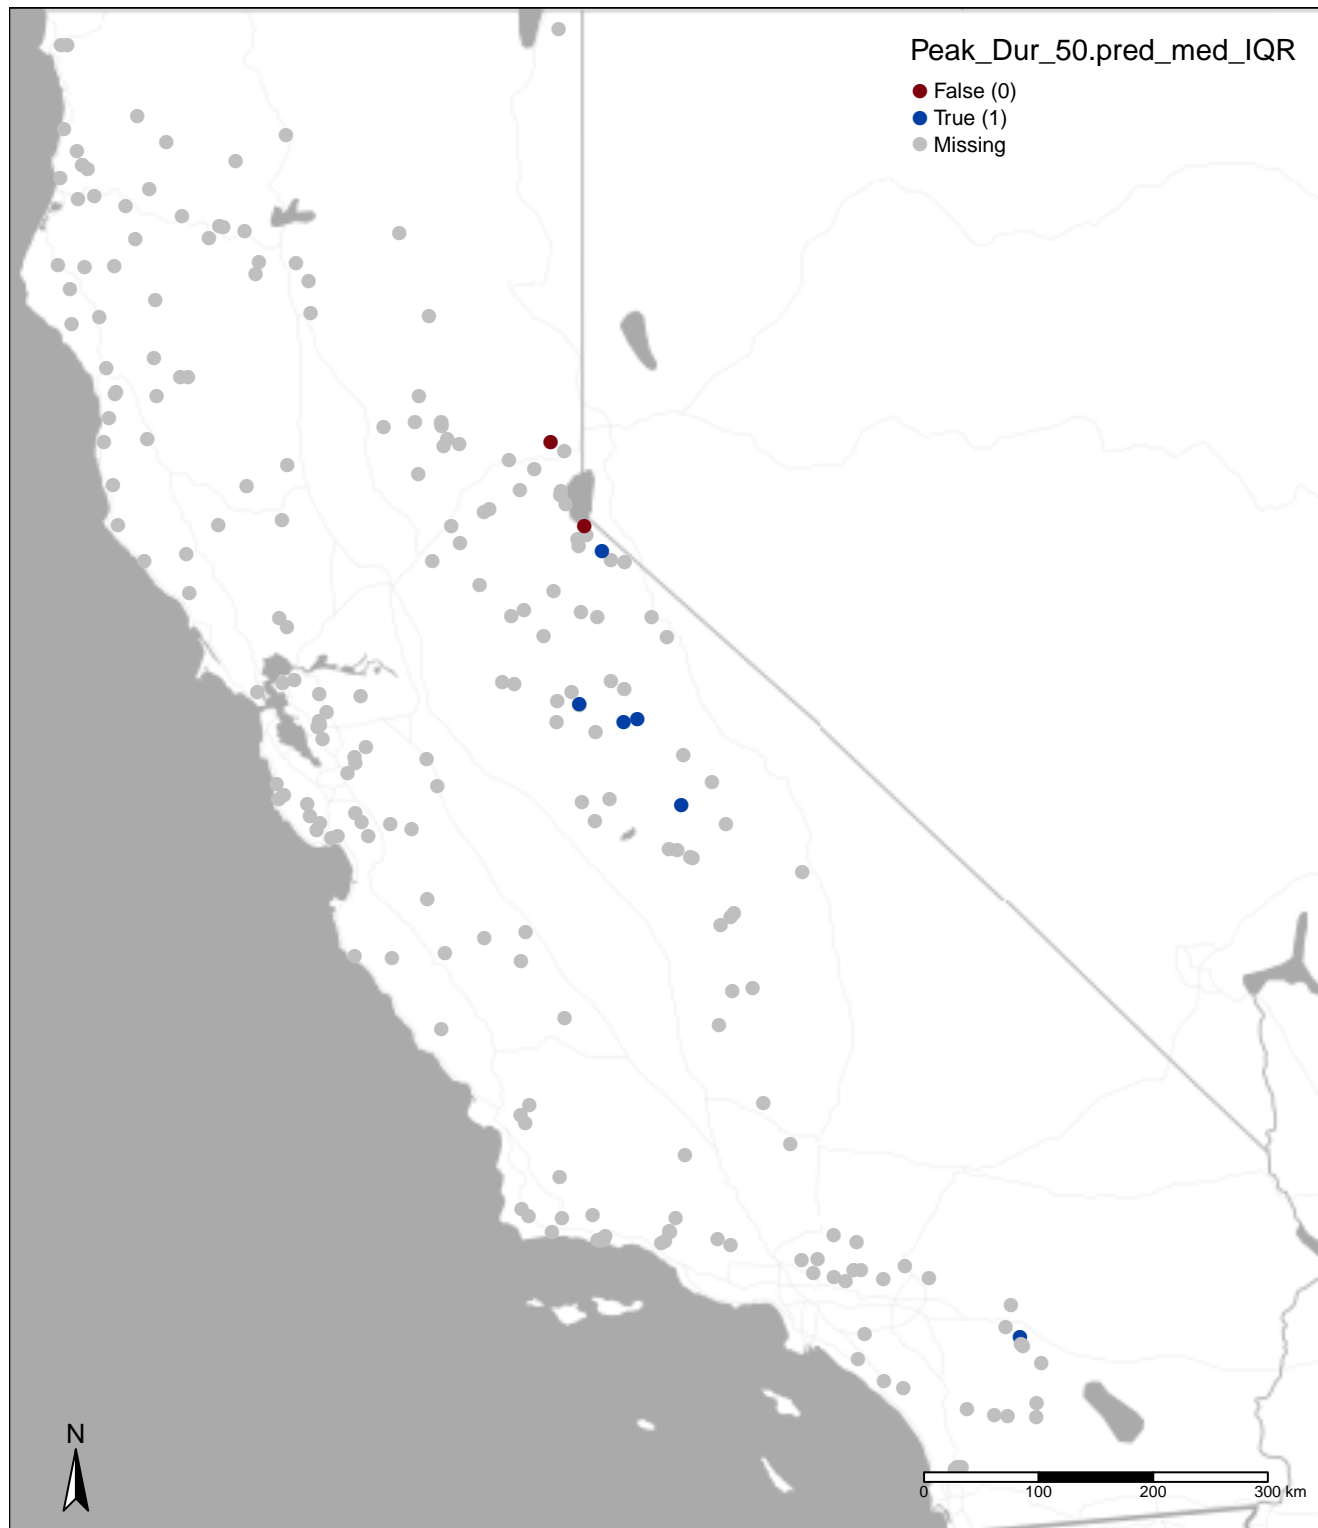 Peak_Dur_50.pred_med_IQR
False (0)
True (1)
Missing
N
0 100 200 300 km